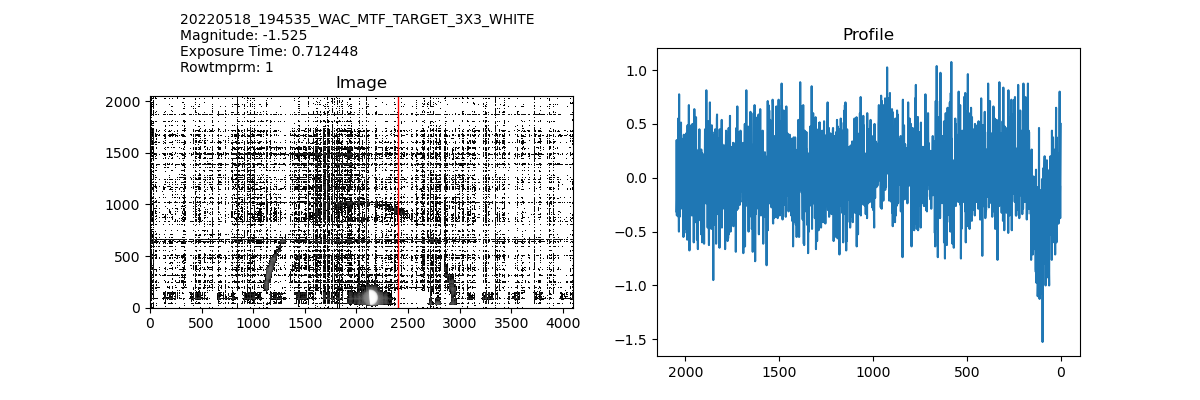 20220518_194535_WAC_MTF_TARGET_3X3_WHITE
Magnitude: -1.525
Exposure Time: 0.712448
Rowtmprm: 1
Image
2000
1500
1000
500
0
0 500 1000 1500 2000 2500 3000 3500 4000
Profile
1.0
0.5
0.0
−0.5
−1.0
−1.5
2000 1500 1000 500 0